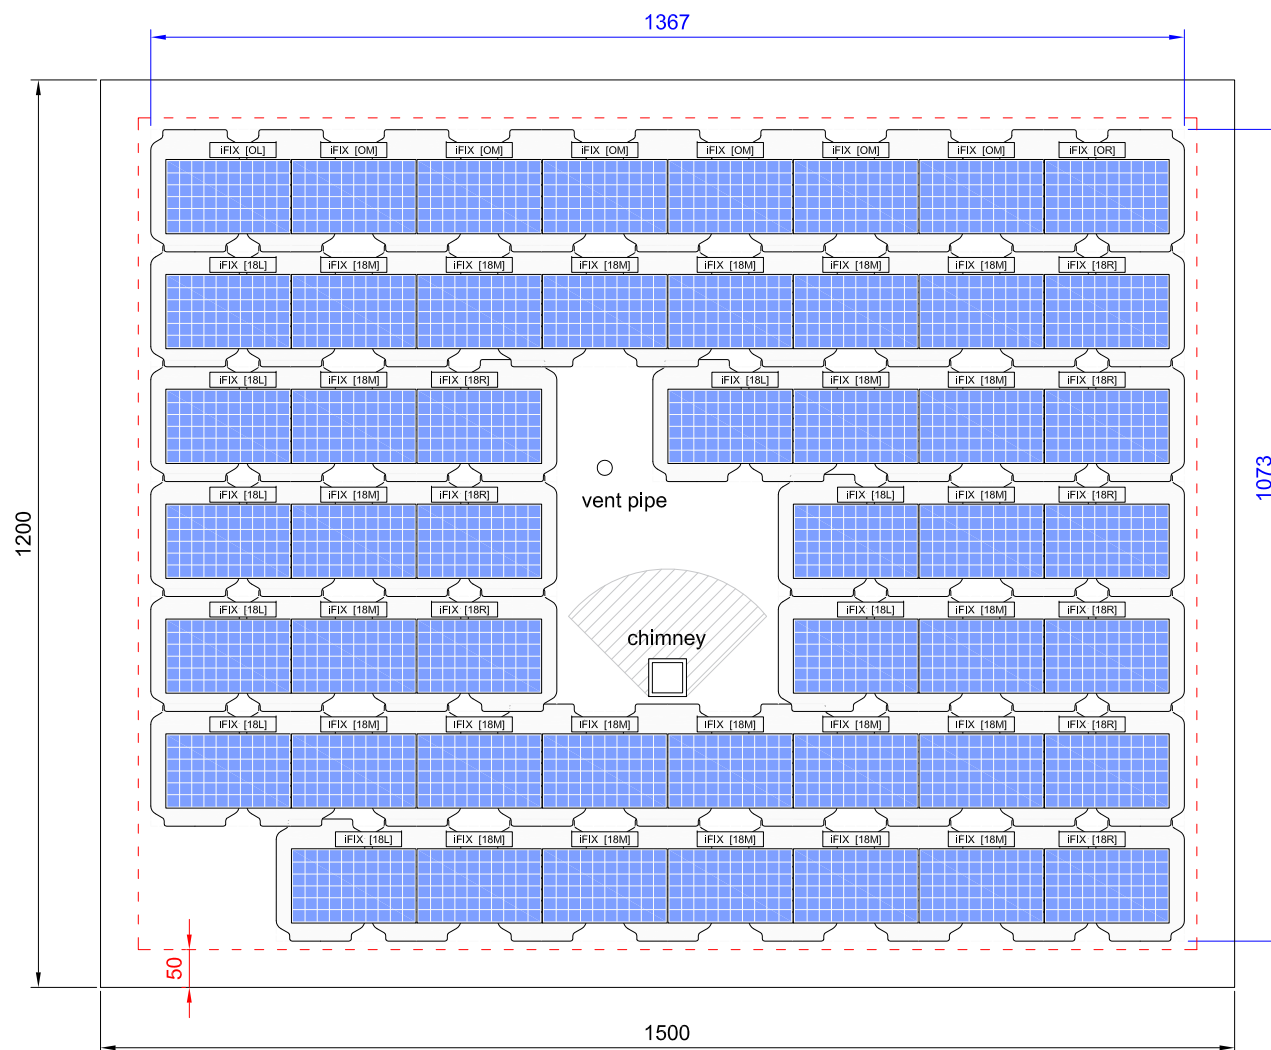 1367
iFIX [OL] iFIX [OM] iFIX [OM] iFIX [OM] iFIX [OM] iFIX [OM] iFIX [OM] iFIX [OR]
iFIX [18L] iFIX [18M] iFIX [18M] iFIX [18M] iFIX [18M] iFIX [18M] iFIX [18M] iFIX [18R]
iFIX [18L] iFIX [18M] iFIX [18R] iFIX [18L] iFIX [18M] iFIX [18M] iFIX [18R]
vent pipe
1073
iFIX [18L] iFIX [18M] iFIX [18R] iFIX [18L] iFIX [18M] iFIX [18R]
1200
iFIX [18L] iFIX [18M] iFIX [18R] iFIX [18L] iFIX [18M] iFIX [18R]
chimney
iFIX [18L] iFIX [18M] iFIX [18M] iFIX [18M] iFIX [18M] iFIX [18M] iFIX [18M] iFIX [18R]
iFIX [18L] iFIX [18M] iFIX [18M] iFIX [18M] iFIX [18M] iFIX [18M] iFIX [18R]
50
1500